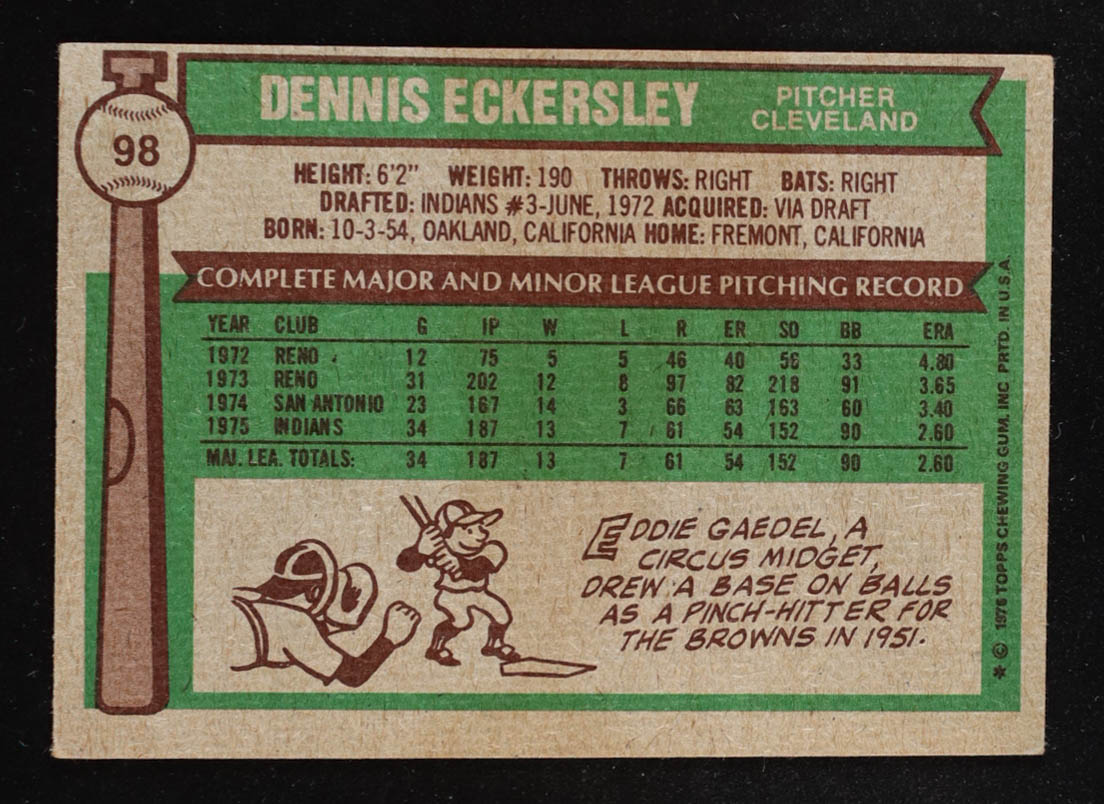 98
DENNIS ECKERSLEY
PITCHER
CLEVELAND
HEIGHT: 6'2" WEIGHT: 190 THROWS: RIGHT BATS: RIGHT
DRAFTED: INDIANS #3-JUNE, 1972 ACQUIRED: VIA DRAFT
BORN: 10-3-54, OAKLAND, CALIFORNIA HOME: FREMONT, CALIFORNIA
COMPLETE MAJOR AND MINOR LEAGUE PITCHING RECORD
YEAR CLUB G IP W L R ER SO BB ERA
1972 RENO 12 75 5 5 46 40 56 33 4.80
1973 RENO 31 202 12 8 97 82 218 91 3.65
1974 SAN ANTONIO 23 167 14 3 66 63 163 60 3.40
1975 INDIANS 34 187 13 7 61 54 152 90 2.60
MAJ. LEA. TOTALS: 34 187 13 7 61 54 152 90 2.60
EDDIE GAEDEL, A
CIRCUS MIDGET,
DREW A BASE ON BALLS
AS A PINCH-HITTER FOR
THE BROWNS IN 1951.
* © 1976 TOPPS CHEWING GUM, INC PRTD. IN U.S.A.